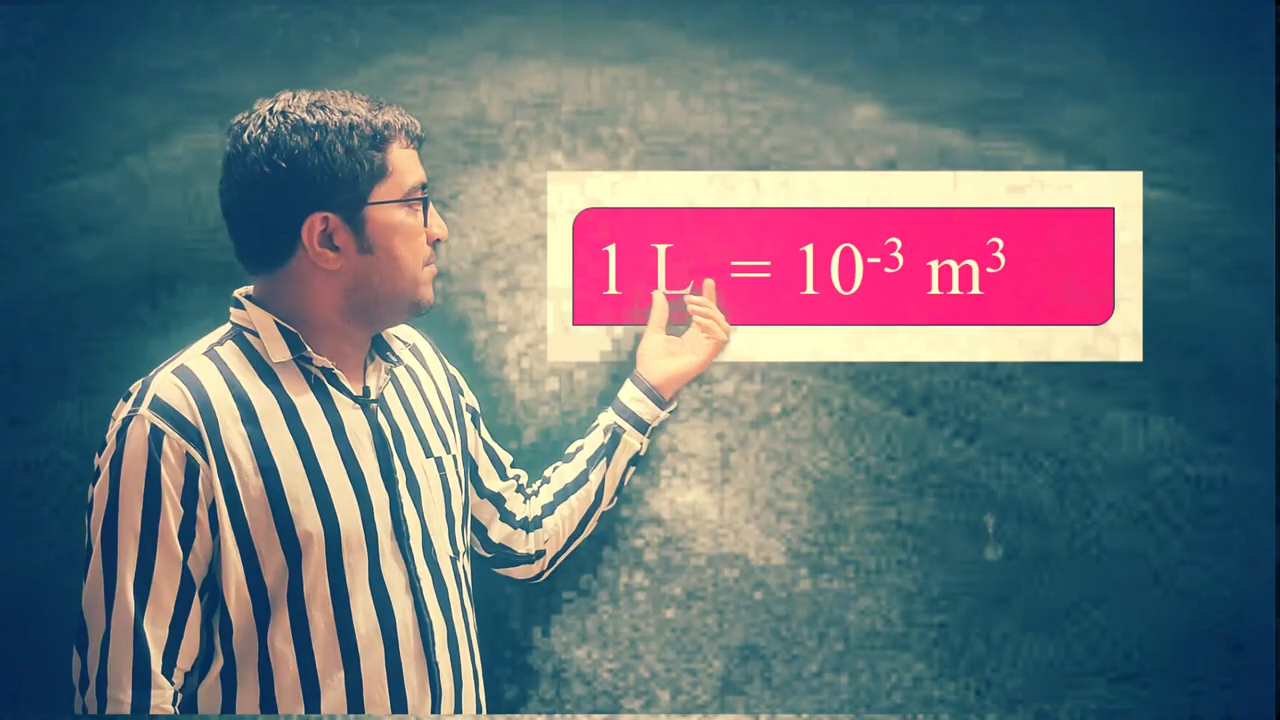 1 L = 10⁻³ m³